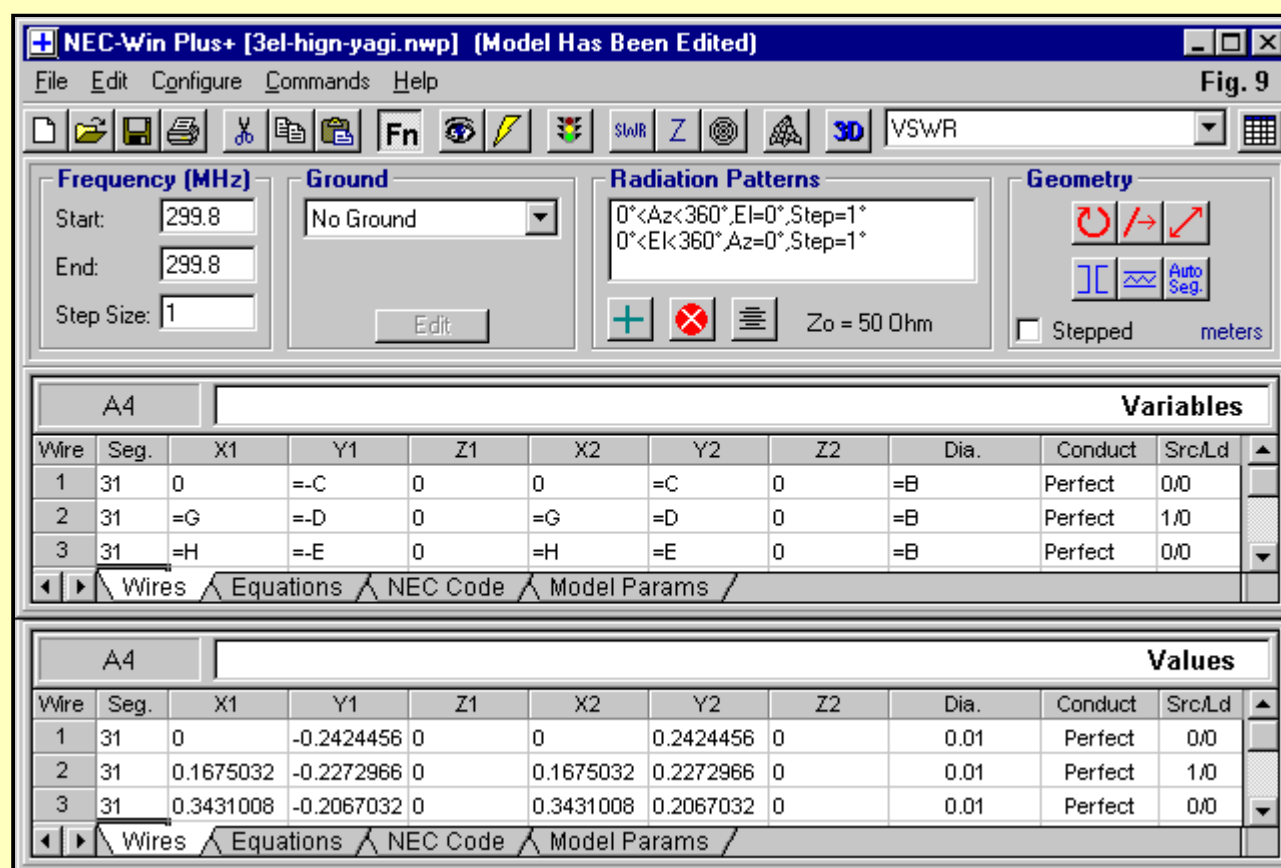 NEC-Win Plus+ [3el-hign-yagi.nwp] (Model Has Been Edited)
File Edit Configure Commands Help Fig. 9
Fn SWR Z 3D VSWR
Frequency (MHz) Ground Radiation Patterns Geometry
Start: 299.8 No Ground 0°<Az<360°,El=0°,Step=1°
0°<El<360°,Az=0°,Step=1°
End: 299.8
Auto Seg.
Step Size: 1 Edit Zo = 50 Ohm Stepped meters
A4 Variables
Wire Seg. X1 Y1 Z1 X2 Y2 Z2 Dia. Conduct Src/Ld
1 31 0 =-C 0 0 =C 0 =B Perfect 0/0
2 31 =G =-D 0 =G =D 0 =B Perfect 1/0
3 31 =H =-E 0 =H =E 0 =B Perfect 0/0
Wires Equations NEC Code Model Params
A4 Values
Wire Seg. X1 Y1 Z1 X2 Y2 Z2 Dia. Conduct Src/Ld
1 31 0 -0.2424456 0 0 0.2424456 0 0.01 Perfect 0/0
2 31 0.1675032 -0.2272966 0 0.1675032 0.2272966 0 0.01 Perfect 1/0
3 31 0.3431008 -0.2067032 0 0.3431008 0.2067032 0 0.01 Perfect 0/0
Wires Equations NEC Code Model Params